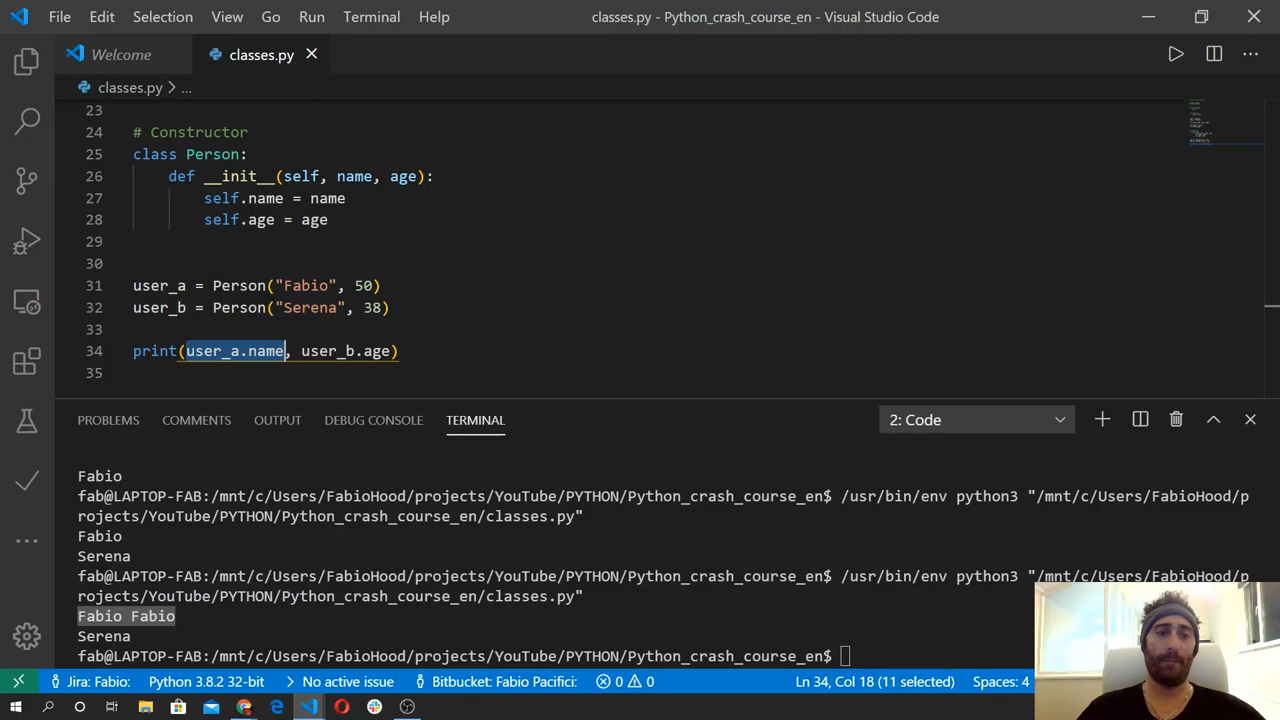 File Edit Selection View Go Run Terminal Help classes.py - Python_crash_course_en - Visual Studio Code
Welcome classes.py
classes.py > ...
23
24 # Constructor
25 class Person:
26 def __init__(self, name, age):
27 self.name = name
28 self.age = age
29
30
31 user_a = Person("Fabio", 50)
32 user_b = Person("Serena", 38)
33
34 print(user_a.name, user_b.age)
35
PROBLEMS COMMENTS OUTPUT DEBUG CONSOLE TERMINAL 2: Code
Fabio
fab@LAPTOP-FAB:/mnt/c/Users/FabioHood/projects/YouTube/PYTHON/Python_crash_course_en$ /usr/bin/env python3 "/mnt/c/Users/FabioHood/p
rojects/YouTube/PYTHON/Python_crash_course_en/classes.py"
Fabio
Serena
fab@LAPTOP-FAB:/mnt/c/Users/FabioHood/projects/YouTube/PYTHON/Python_crash_course_en$ /usr/bin/env python3 "/mnt/c/Users/FabioHood/p
rojects/YouTube/PYTHON/Python_crash_course_en/classes.py"
Fabio Fabio
Serena
fab@LAPTOP-FAB:/mnt/c/Users/FabioHood/projects/YouTube/PYTHON/Python_crash_course_en$
Jira: Fabio: Python 3.8.2 32-bit No active issue Bitbucket: Fabio Pacifici: 0 0 Ln 34, Col 18 (11 selected) Spaces: 4